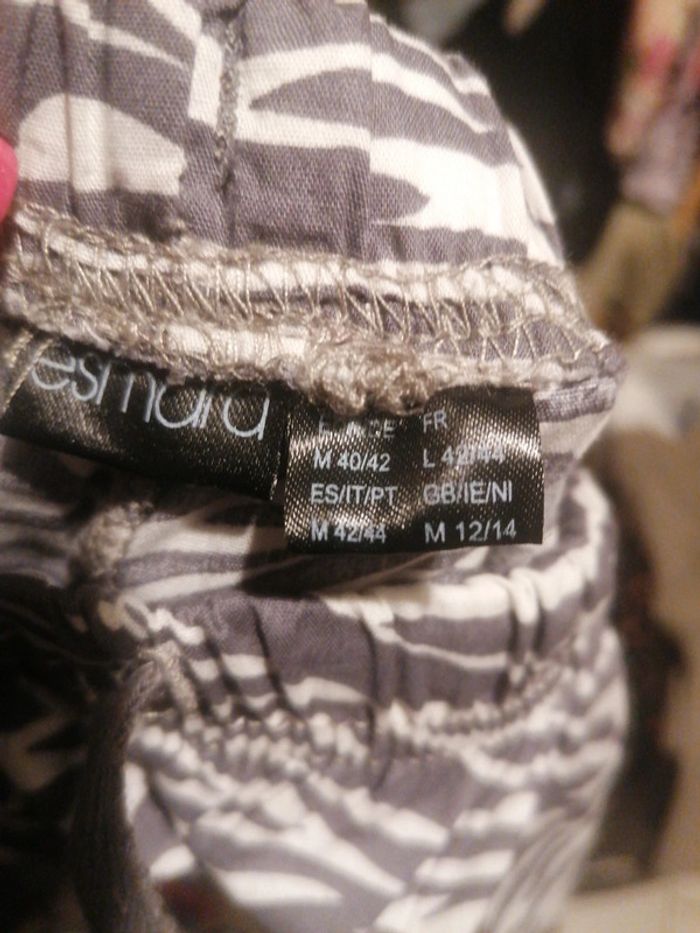 esmara
FR
M 40/42 L 42/44
ES/IT/PT GB/IE/NI
M 42/44 M 12/14